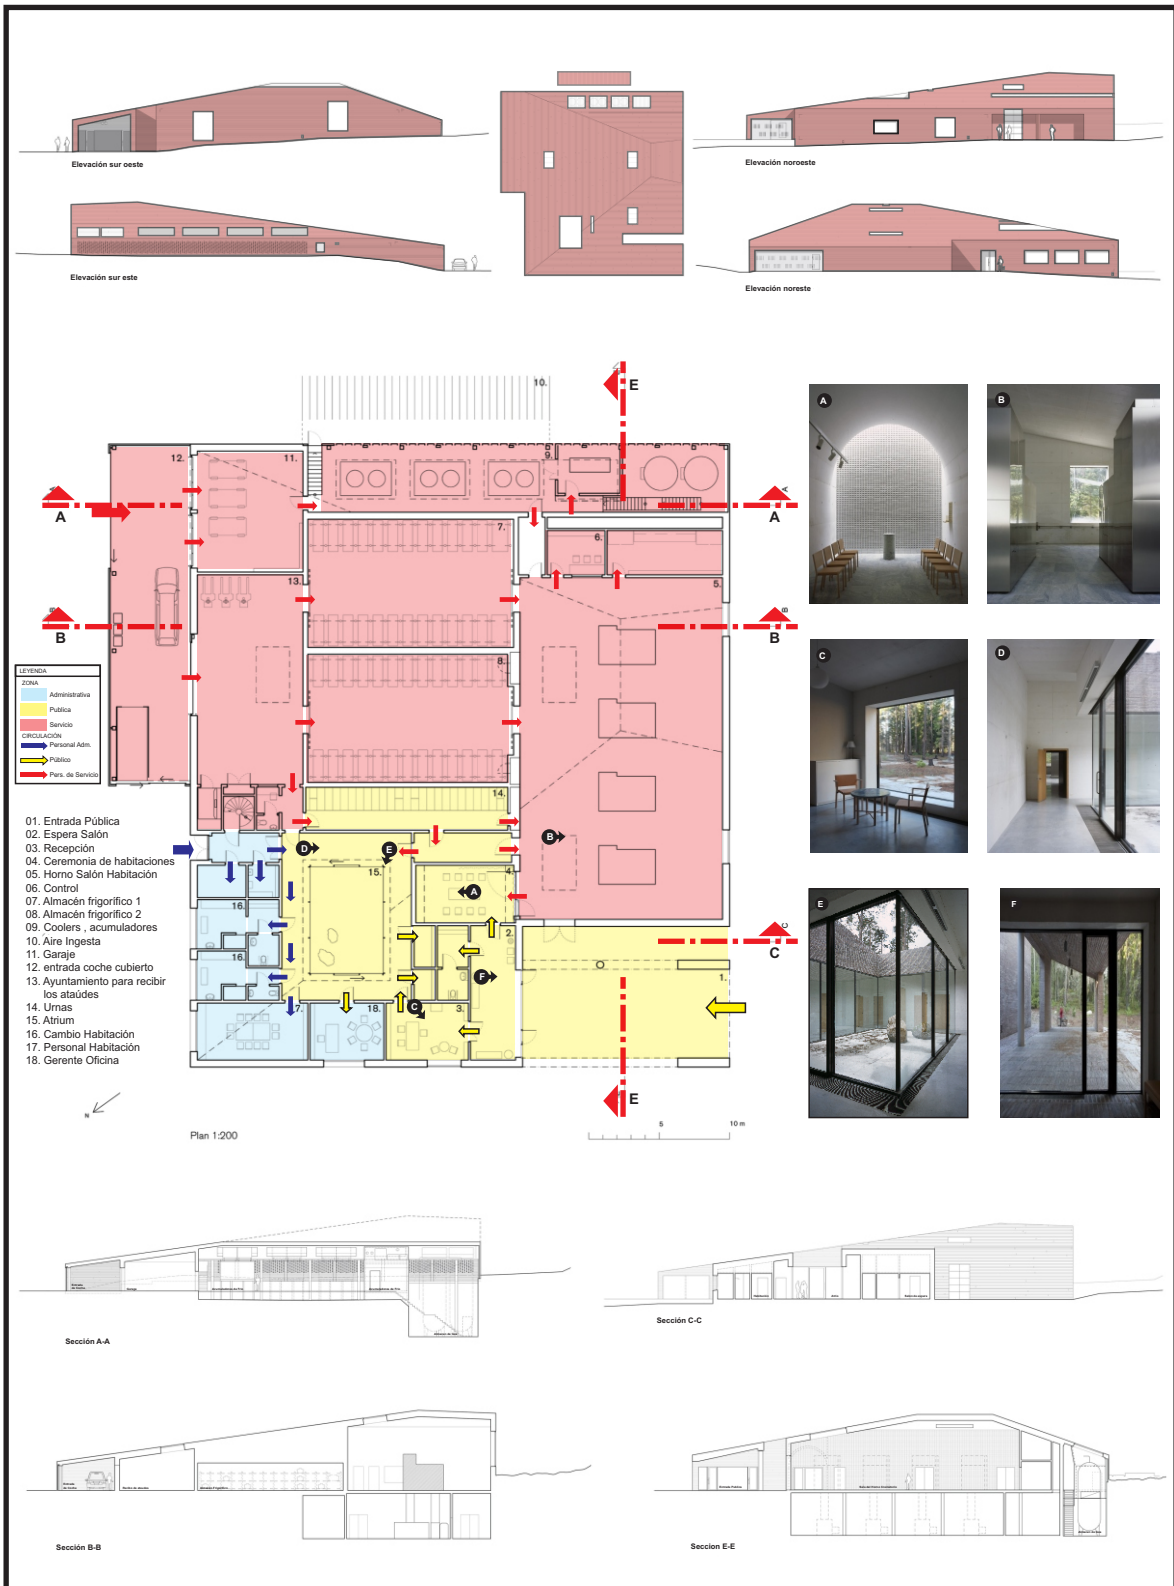 Elevación sur oeste
Elevación noroeste
Elevación sur este
Elevación noreste
10.
E
12.
11.
9.
A
A
A
A
7.
6.
5.
13.
B
B
B
B
8.
LEYENDA
ZONA
Administrativa
Publica
Servicio
CIRCULACIÓN
Personal Adm.
Público
Pers. de Servicio
14.
B
D
E
15.
4.
A
16.
2.
C
C
16.
F
1.
C
7.
18.
3.
E
01. Entrada Pública
02. Espera Salón
03. Recepción
04. Ceremonia de habitaciones
05. Horno Salón Habitación
06. Control
07. Almacén frigorífico 1
08. Almacén frigorífico 2
09. Coolers , acumuladores
10. Aire Ingesta
11. Garaje
12. entrada coche cubierto
13. Ayuntamiento para recibir
los ataúdes
14. Urnas
15. Atrium
16. Cambio Habitación
17. Personal Habitación
18. Gerente Oficina
N
Plan 1:200
5
10 m
A
B
C
D
E
F
Sección A-A
Sección C-C
Sección B-B
Seccion E-E